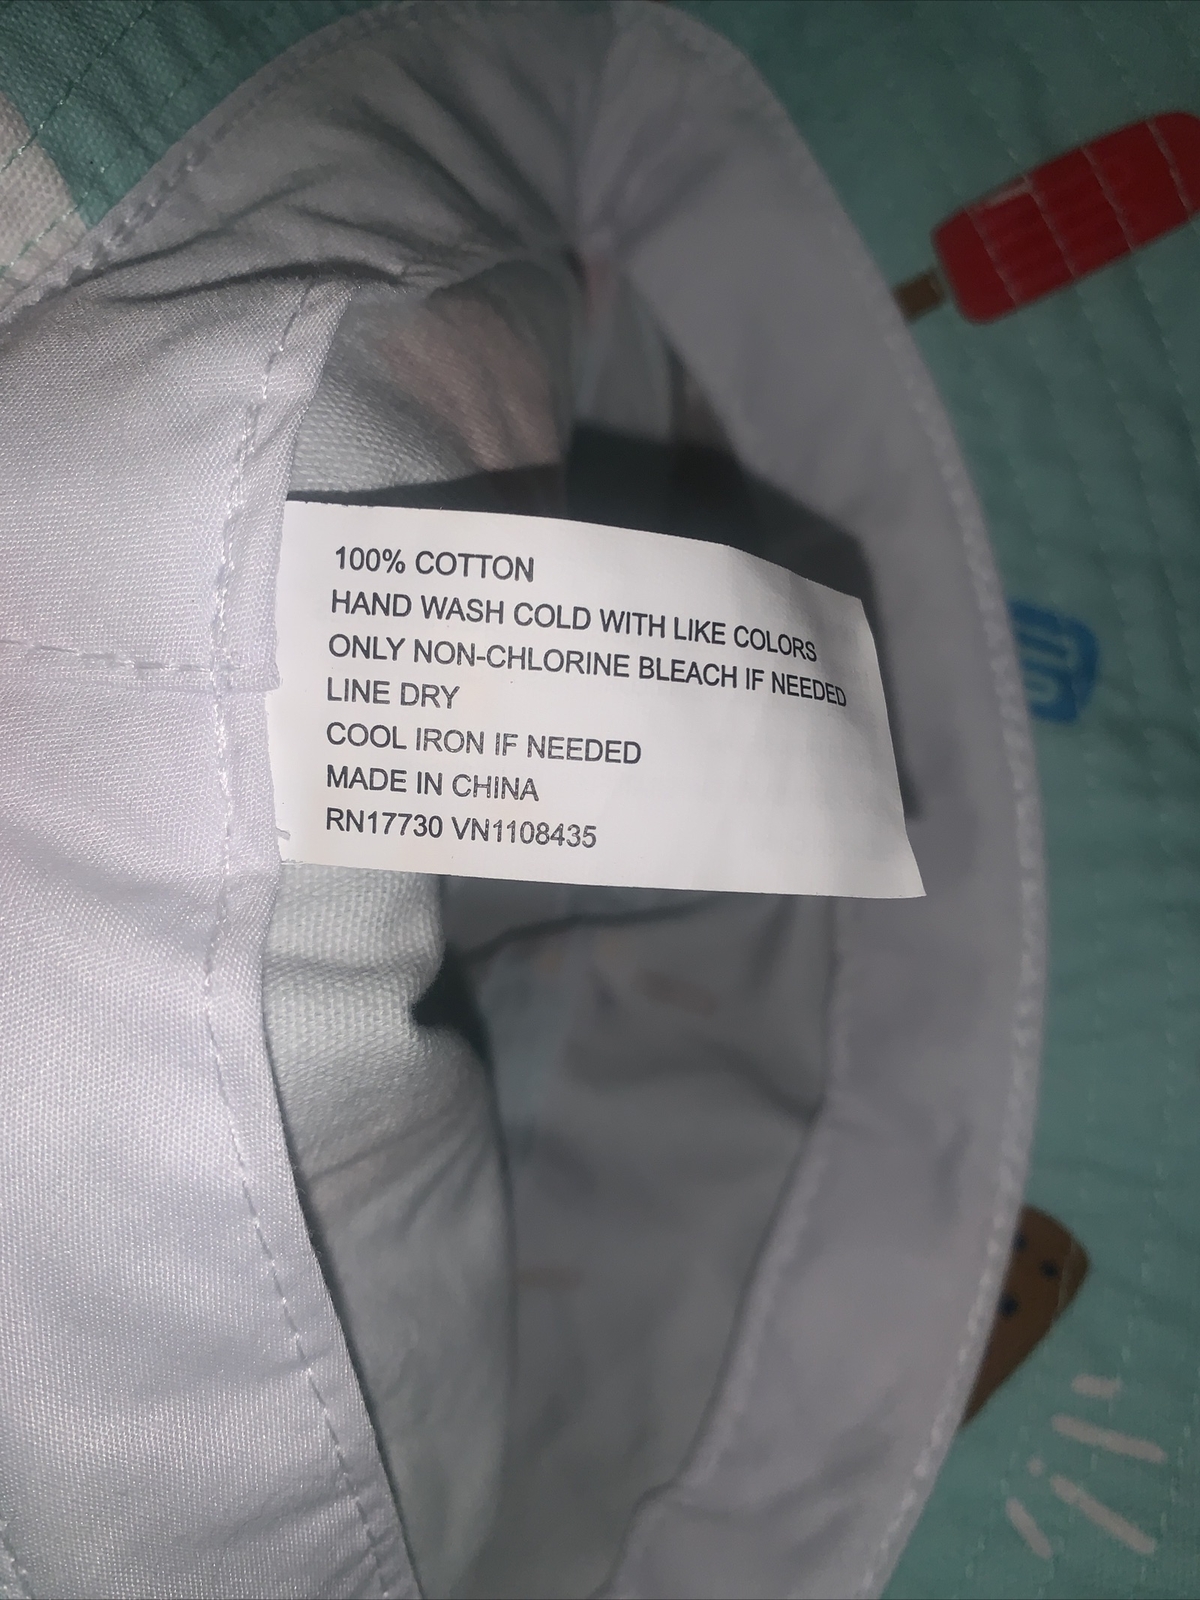 100% COTTON
HAND WASH COLD WITH LIKE COLORS
ONLY NON-CHLORINE BLEACH IF NEEDED
LINE DRY
COOL IRON IF NEEDED
MADE IN CHINA
RN17730 VN1108435